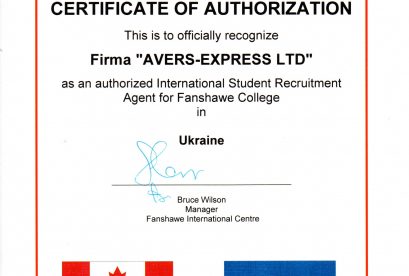 CERTIFICATE OF AUTHORIZATION
This is to officially recognize
Firma "AVERS-EXPRESS LTD"
as an authorized International Student Recruitment
Agent for Fanshawe College
in
Ukraine
Bruce Wilson
Manager
Fanshawe International Centre